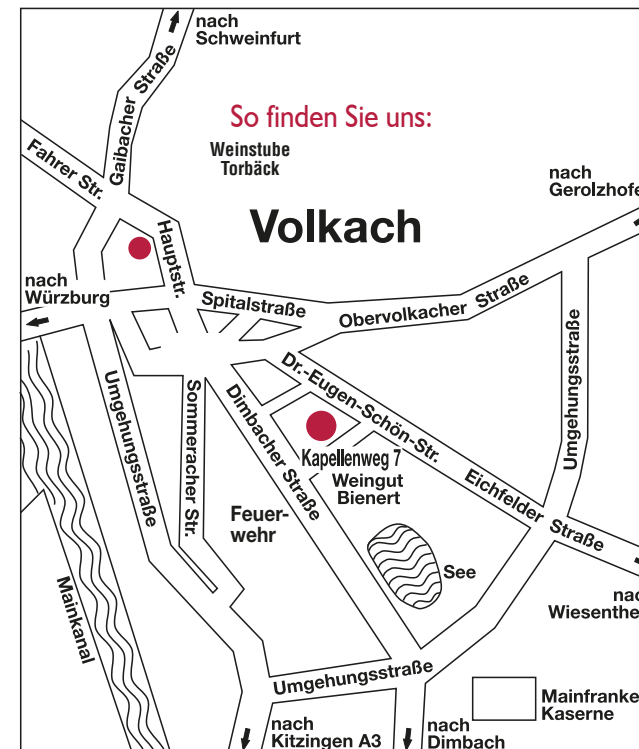 nach
Schweinfurt
Gaibacher Straße
So finden Sie uns:
Weinstube
Torbäck
Fahrer Str.
nach
Gerolzhofe
Volkach
Hauptstr.
nach
Würzburg
Spitalstraße
Obervolkacher Straße
Umgehungsstraße
Dr.-Eugen-Schön-Str.
Umgehungsstraße
Sommeracher Str.
Dimbacher Straße
Kapellenweg 7
Weingut
Bienert
Eichfelder Straße
Feuer-
wehr
See
Mainkanal
nac
Wiesenthe
Umgehungsstraße
Mainfranke
Kaserne
nach
Kitzingen A3
nach
Dimbach